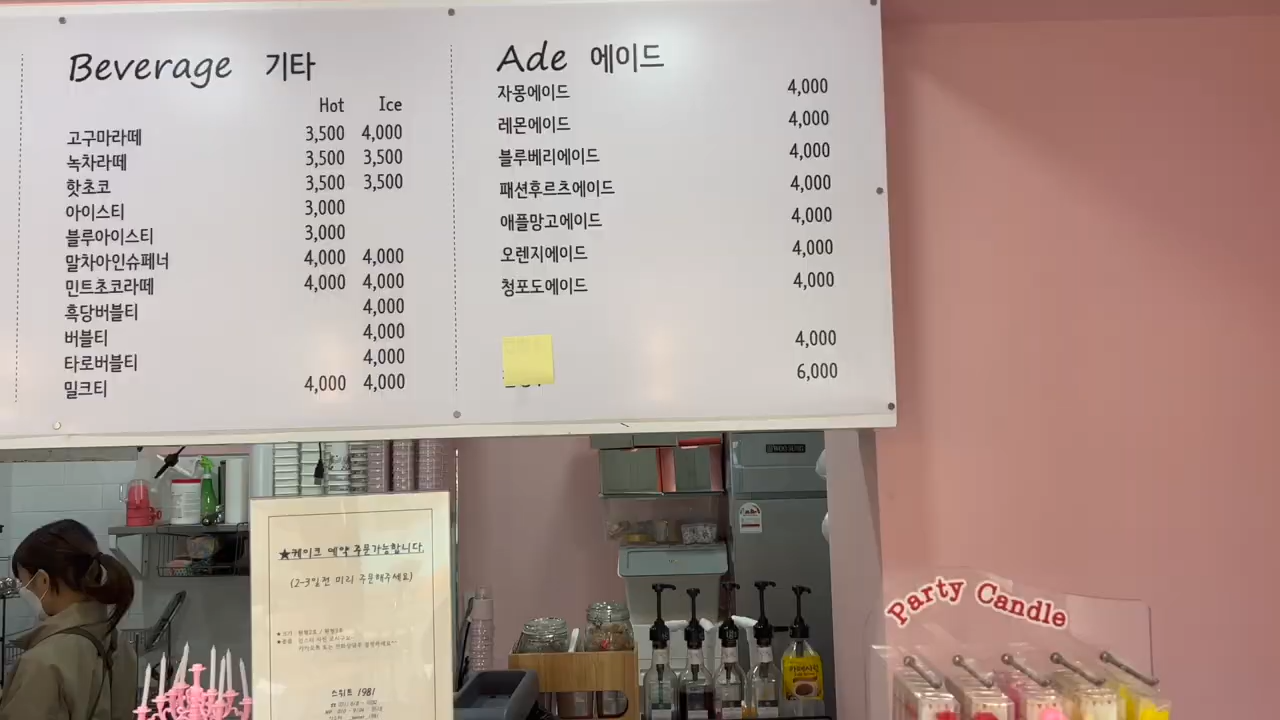 Beverage 기타
Hot Ice
고구마라떼 3,500 4,000
녹차라떼 3,500 3,500
핫초코 3,500 3,500
아이스티 3,000
블루아이스티 3,000
말차아인슈페너 4,000 4,000
민트초코라떼 4,000 4,000
흑당버블티 4,000
버블티 4,000
타로버블티 4,000
밀크티 4,000 4,000
Ade 에이드
자몽에이드 4,000
레몬에이드 4,000
블루베리에이드 4,000
패션후르츠에이드 4,000
애플망고에이드 4,000
오렌지에이드 4,000
청포도에이드 4,000
4,000
6,000
★케이크 예약 주문가능합니다.
(2-3일전 미리 주문해주세요)
스위트 1981
Party Candle